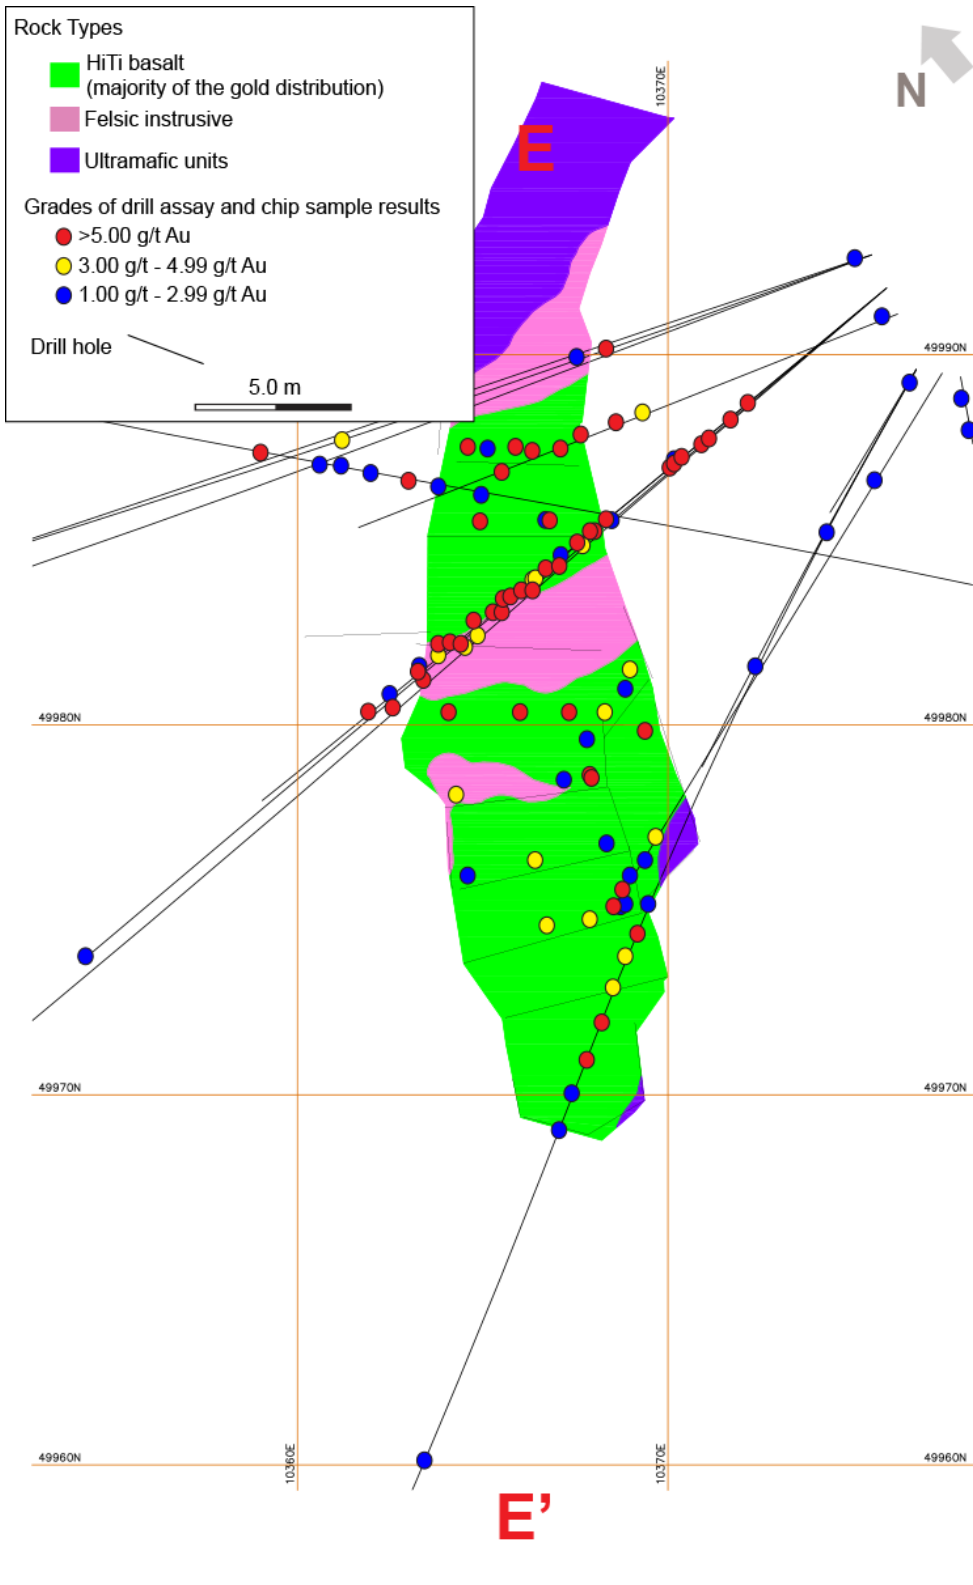 Rock Types
HiTi basalt
(majority of the gold distribution)
Felsic instrusive
Ultramafic units
Grades of drill assay and chip sample results
>5.00 g/t Au
3.00 g/t - 4.99 g/t Au
1.00 g/t - 2.99 g/t Au
Drill hole
5.0 m
10370E
N
E
49990N
49980N
49980N
49970N
49970N
49960N
10360E
10370E
49960N
E’